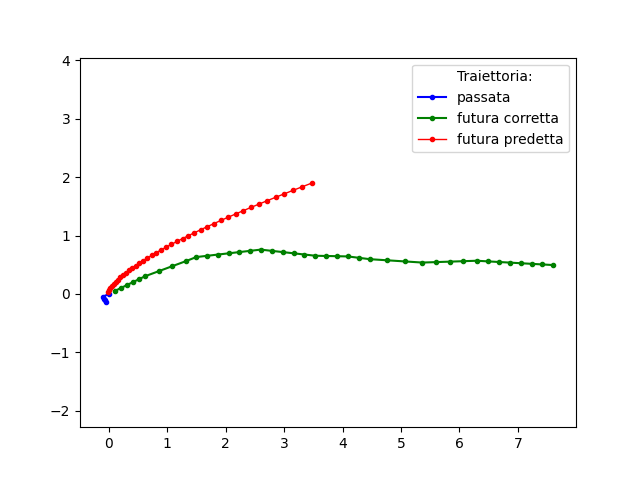 4
3
2
1
0
−1
−2
0 1 2 3 4 5 6 7
Traiettoria:
passata
futura corretta
futura predetta